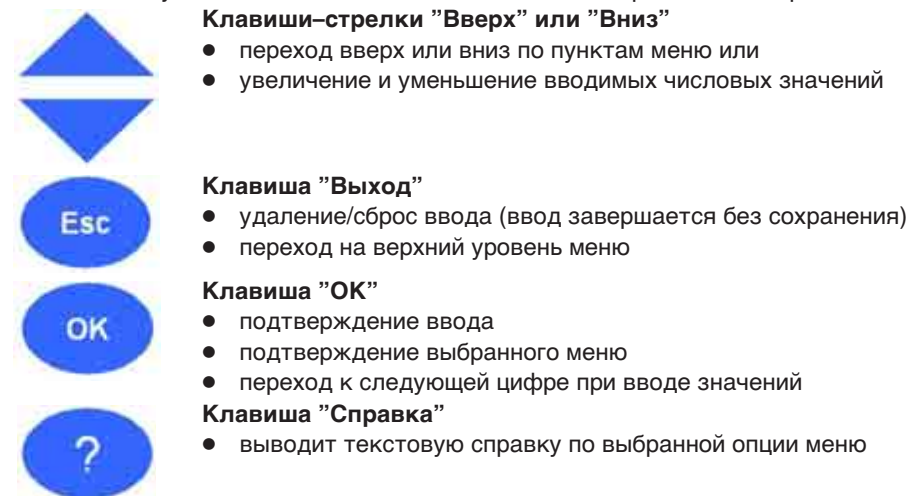 Клавиши–стрелки ”Вверх” или ”Вниз”
● переход вверх или вниз по пунктам меню или
● увеличение и уменьшение вводимых числовых значений
Клавиша ”Выход”
Esc
● удаление/сброс ввода (ввод завершается без сохранения)
● переход на верхний уровень меню
Клавиша ”OK”
OK
● подтверждение ввода
● подтверждение выбранного меню
● переход к следующей цифре при вводе значений
Клавиша ”Справка”
?
● выводит текстовую справку по выбранной опции меню